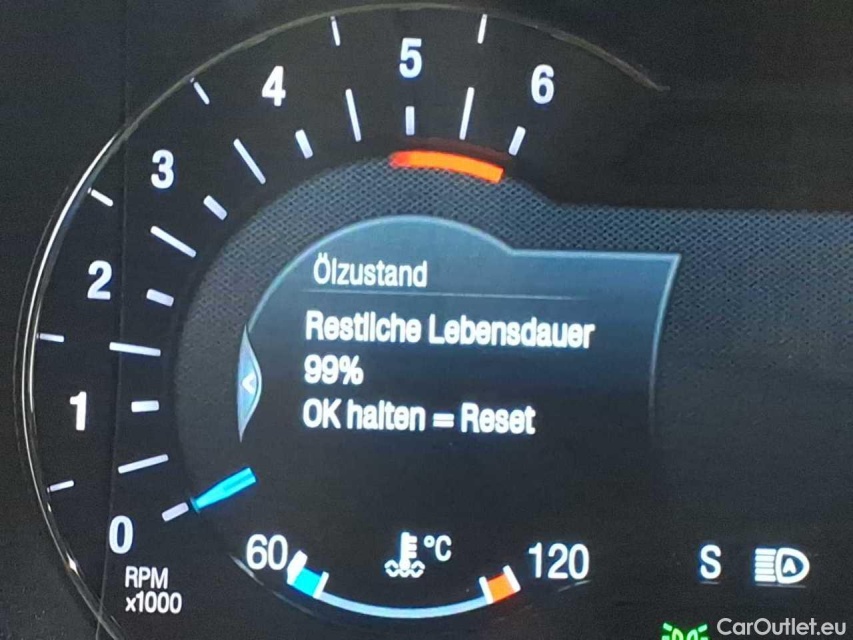 4
5
6
3
2
1
0
Ölzustand
Restliche Lebensdauer
99%
OK halten = Reset
60
°C
120
RPM
x1000
S
A
CarOutlet.eu